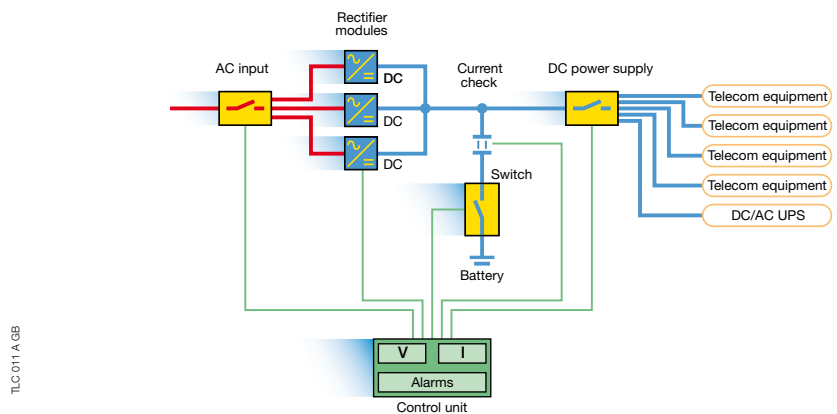 Rectifier
modules
AC input
Current
check
DC power supply
DC
DC
DC
Telecom equipment
Telecom equipment
Telecom equipment
Telecom equipment
DC/AC UPS
Switch
Battery
V
I
Alarms
Control unit
TLC 011 A GB